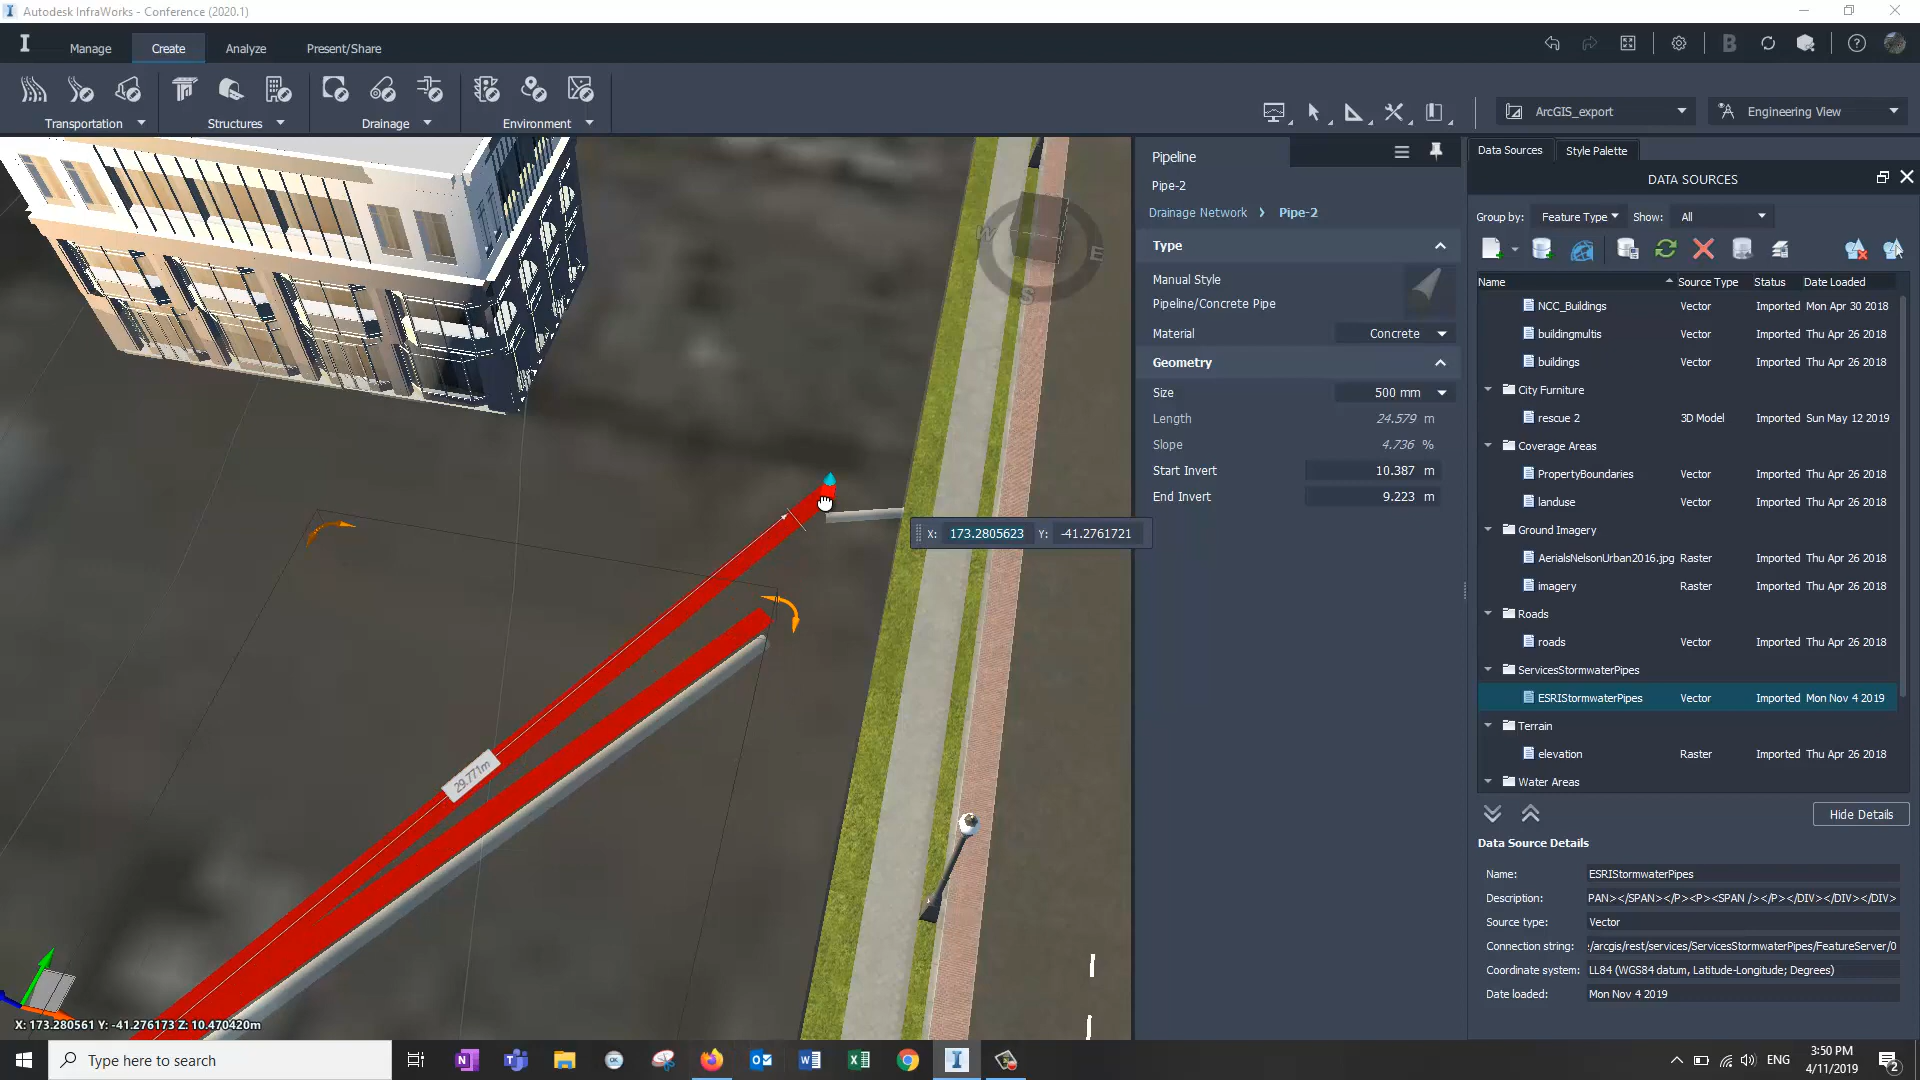 Autodesk InfraWorks - Conference (2020.1)
Manage Create Analyze Present/Share
Transportation Structures Drainage Environment
ArcGIS_export Engineering View
Pipeline
Pipe-2
Drainage Network > Pipe-2
Type
Manual Style
Pipeline/Concrete Pipe
Material Concrete
Geometry
Size 500 mm
Length 24.579 m
Slope 4.736 %
Start Invert 10.387 m
End Invert 9.223 m
W E S
X: 173.2805623 Y: -41.2761721
29.771m
X: 173.280561 Y: -41.276173 Z: 10.470420m
Data Sources Style Palette
DATA SOURCES
Group by: Feature Type Show: All
Name Source Type Status Date Loaded
NCC_Buildings Vector Imported Mon Apr 30 2018
buildingmultis Vector Imported Thu Apr 26 2018
buildings Vector Imported Thu Apr 26 2018
City Furniture
rescue 2 3D Model Imported Sun May 12 2019
Coverage Areas
PropertyBoundaries Vector Imported Thu Apr 26 2018
landuse Vector Imported Thu Apr 26 2018
Ground Imagery
AerialsNelsonUrban2016.jpg Raster Imported Thu Apr 26 2018
imagery Raster Imported Thu Apr 26 2018
Roads
roads Vector Imported Thu Apr 26 2018
ServicesStormwaterPipes
ESRIStormwaterPipes Vector Imported Mon Nov 4 2019
Terrain
elevation Raster Imported Thu Apr 26 2018
Water Areas
Hide Details
Data Source Details
Name: ESRIStormwaterPipes
Description: PAN></SPAN></P><P><SPAN /></P></DIV></DIV></DIV>
Source type: Vector
Connection string: :/arcgis/rest/services/ServicesStormwaterPipes/FeatureServer/0
Coordinate system: LL84 (WGS84 datum, Latitude-Longitude; Degrees)
Date loaded: Mon Nov 4 2019
Type here to search
ENG
3:50 PM
4/11/2019
2